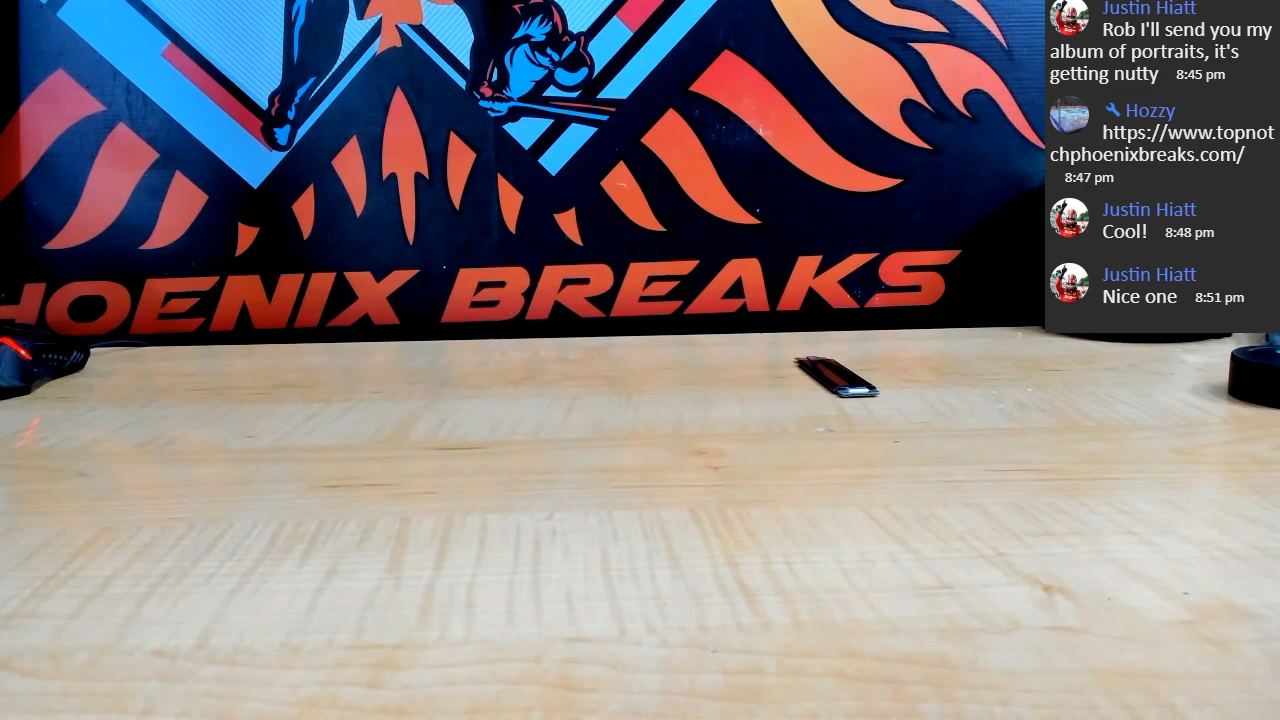 Justin Hiatt
Rob I'll send you my
album of portraits, it's
getting nutty 8:45 pm
Hozzy
https://www.topnot
chphoenixbreaks.com/
8:47 pm
Justin Hiatt
Cool! 8:48 pm
Justin Hiatt
Nice one 8:51 pm
HOENIX BREAKS